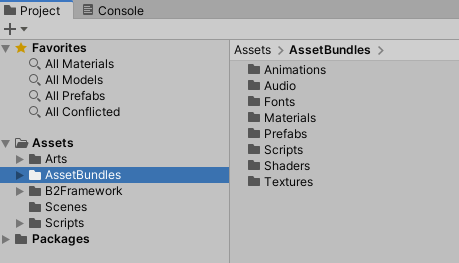 Project
Console
Favorites
All Materials
All Models
All Prefabs
All Conflicted
Assets
Arts
AssetBundles
B2Framework
Scenes
Scripts
Packages
Assets > AssetBundles >
Animations
Audio
Fonts
Materials
Prefabs
Scripts
Shaders
Textures